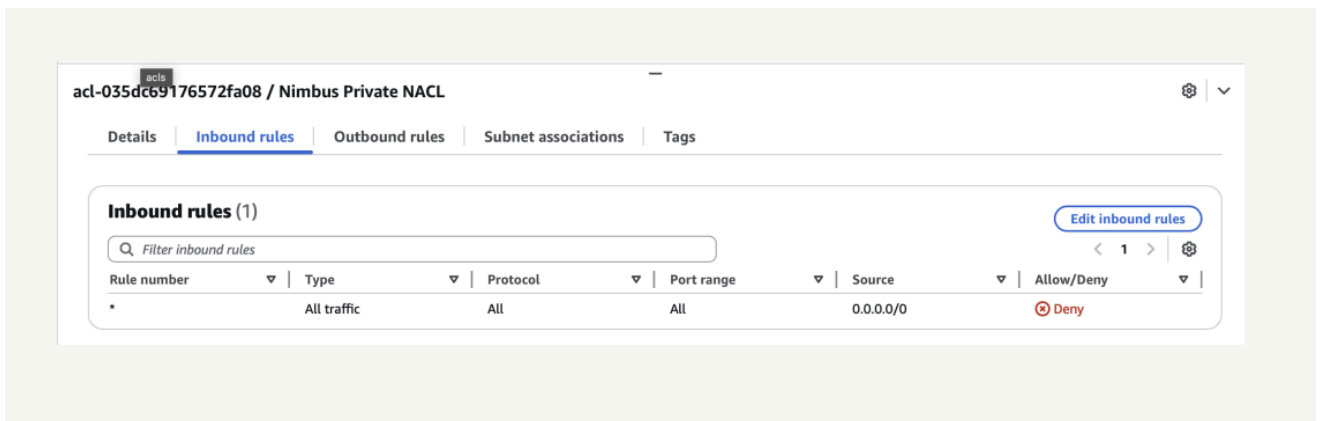 acls
acl-035dc69176572fa08 / Nimbus Private NACL
Details Inbound rules Outbound rules Subnet associations Tags
Inbound rules (1)
Edit inbound rules
Filter inbound rules
1
Rule number Type Protocol Port range Source Allow/Deny
* All traffic All All 0.0.0.0/0 Deny